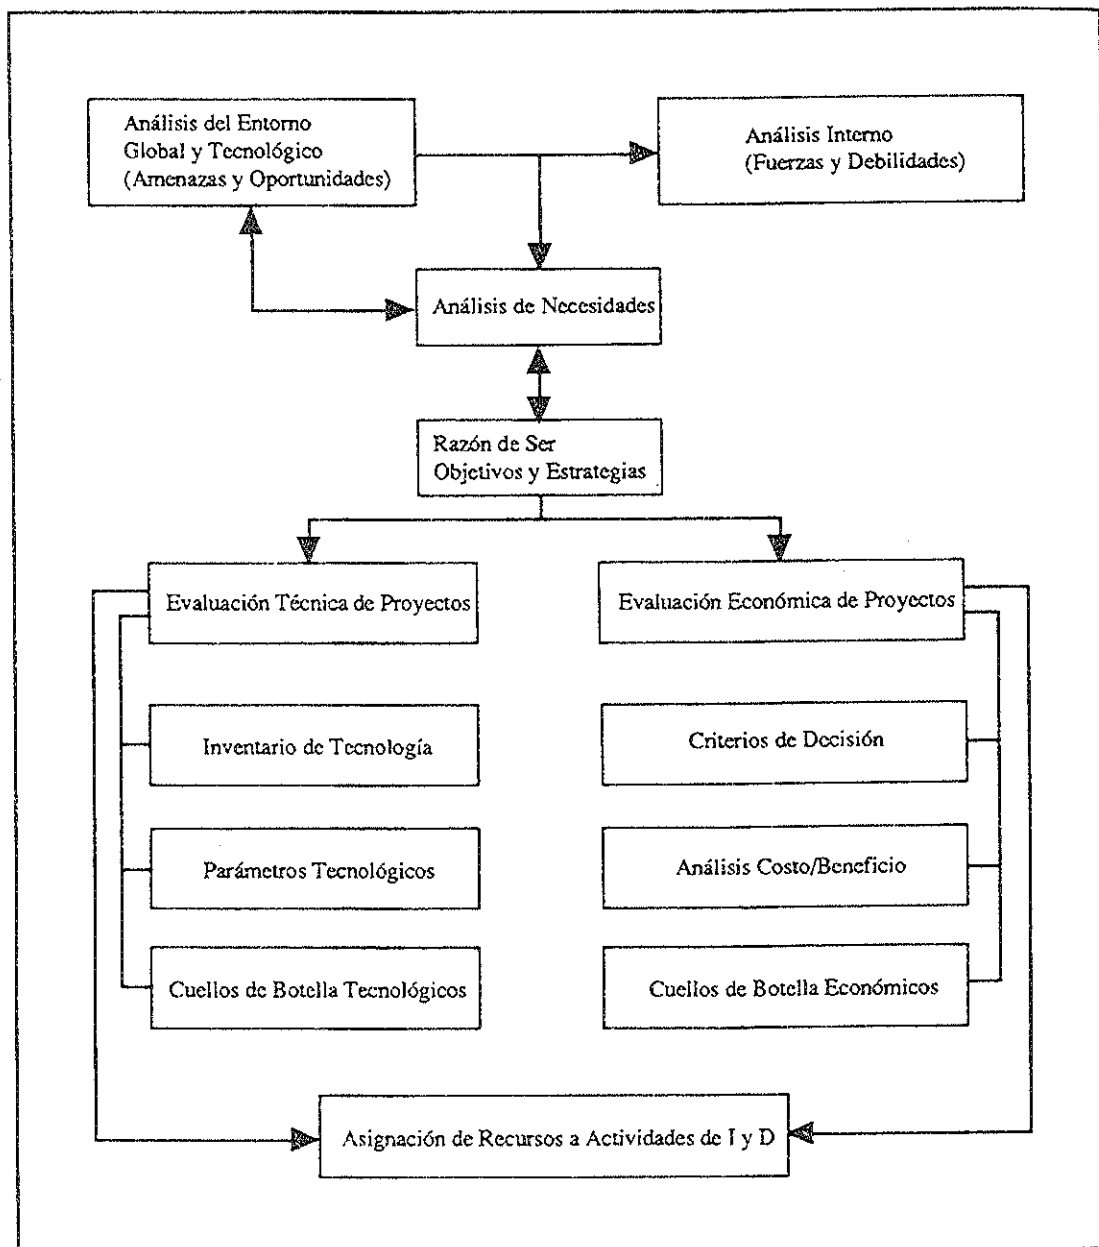 Análisis del Entorno
Global y Tecnológico
(Amenazas y Oportunidades)
Análisis Interno
(Fuerzas y Debilidades)
Análisis de Necesidades
Razón de Ser
Objetivos y Estrategias
Evaluación Técnica de Proyectos
Evaluación Económica de Proyectos
Inventario de Tecnología
Criterios de Decisión
Parámetros Tecnológicos
Análisis Costo/Beneficio
Cuellos de Botella Tecnológicos
Cuellos de Botella Económicos
Asignación de Recursos a Actividades de I y D